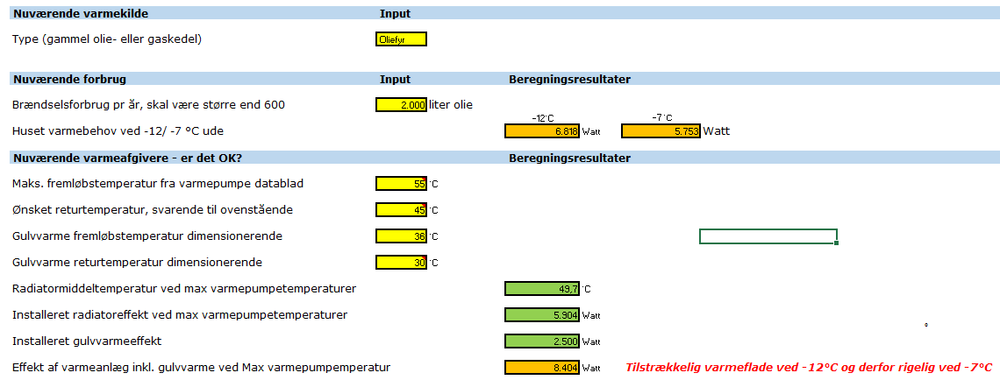 Nuværende varmekilde Input
Type (gammel olie- eller gaskedel) Oliefyr
Nuværende forbrug Input Beregningsresultater
Brændselsforbrug pr år, skal være større end 600 2.000 liter olie
-12°C -7°C
Huset varmebehov ved -12/ -7 °C ude 6.818 Watt 5.753 Watt
Nuværende varmeafgivere - er det OK? Beregningsresultater
Maks. fremløbstemperatur fra varmepumpe datablad 55 °C
Ønsket returtemperatur, svarende til ovenstående 45 °C
Gulvvarme fremløbstemperatur dimensionerende 36 °C
Gulvvarme returtemperatur dimensionerende 30 °C
Radiatormiddeltemperatur ved max varmepumpetemperaturer 49,7 °C
Installeret radiatoreffekt ved max varmepumpetemperaturer 5.904 Watt
Installeret gulvvarmeeffekt 2.500 Watt
Effekt af varmeanlæg inkl. gulvvarme ved Max varmepumpemperatur 8.404 Watt Tilstrækkelig varmeflade ved -12°C og derfor rigelig ved -7°C